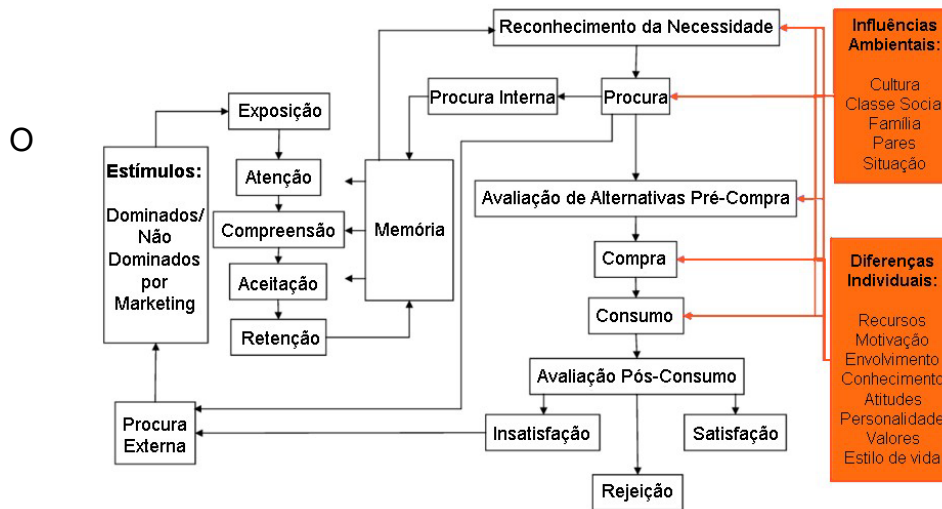 O
Reconhecimento da Necessidade
Procura Interna
Procura
Exposição
Atenção
Compreensão
Aceitação
Retenção
Memória
Estímulos:
Dominados/
Não
Dominados
por
Marketing
Procura
Externa
Avaliação de Alternativas Pré-Compra
Compra
Consumo
Avaliação Pós-Consumo
Insatisfação
Satisfação
Rejeição
Influências
Ambientais:
Cultura
Classe Social
Família
Pares
Situação
Diferenças
Individuais:
Recursos
Motivação
Envolvimento
Conhecimento
Atitudes
Personalidade
Valores
Estilo de vida